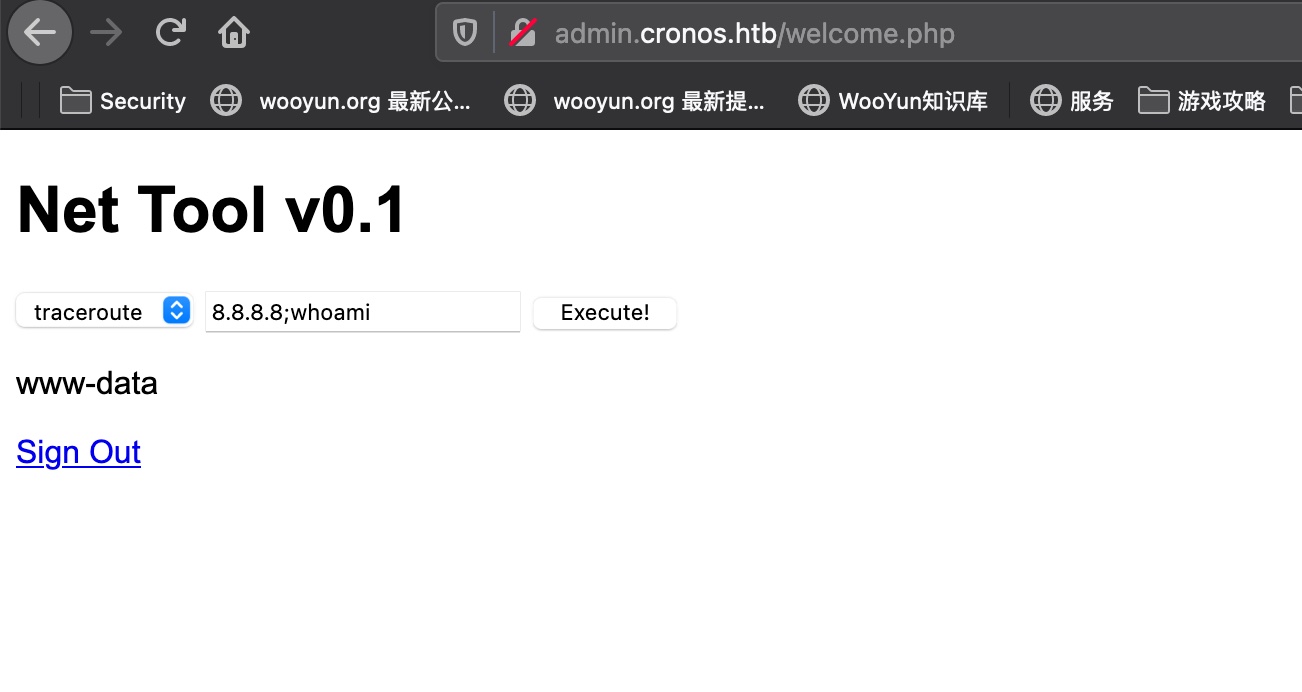 admin.cronos.htb/welcome.php
Security wooyun.org 最新公... wooyun.org 最新提... WooYun知识库 服务 游戏攻略
Net Tool v0.1
traceroute 8.8.8.8;whoami Execute!
www-data
Sign Out